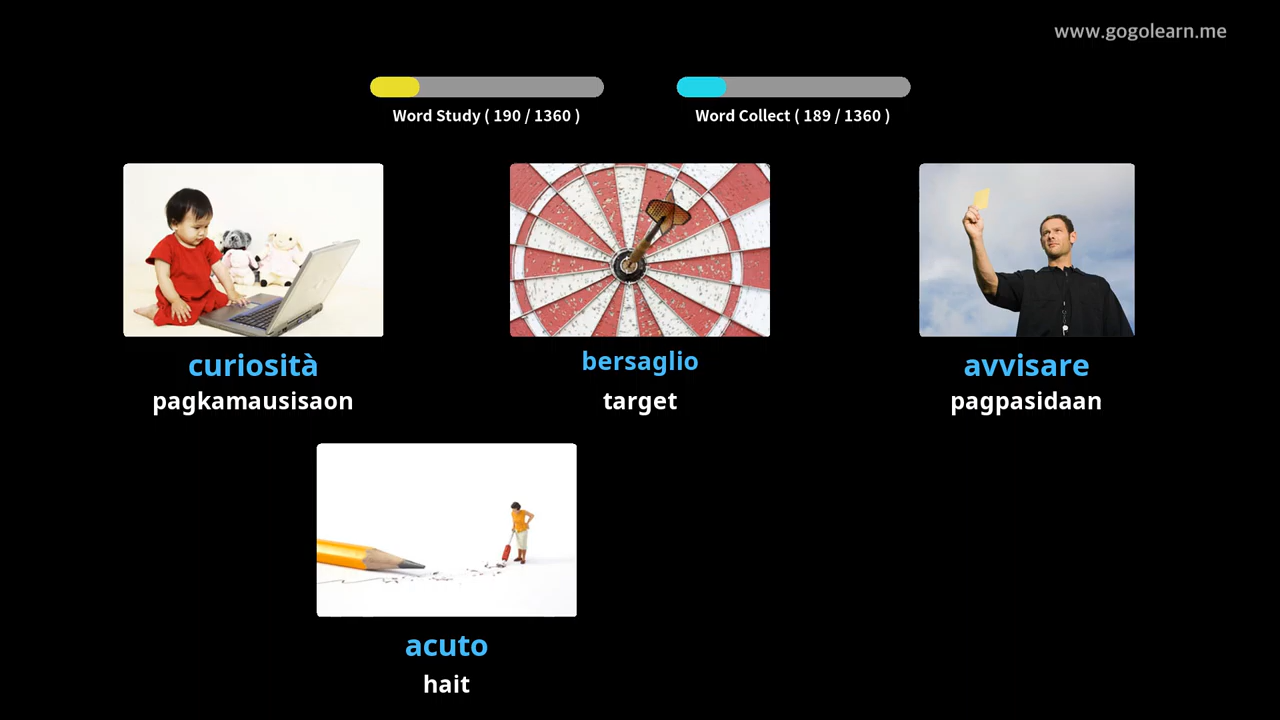 www.gogolearn.me
Word Study ( 190 / 1360 )
Word Collect ( 189 / 1360 )
curiosità
pagkamausisaon
bersaglio
target
avvisare
pagpasidaan
acuto
hait